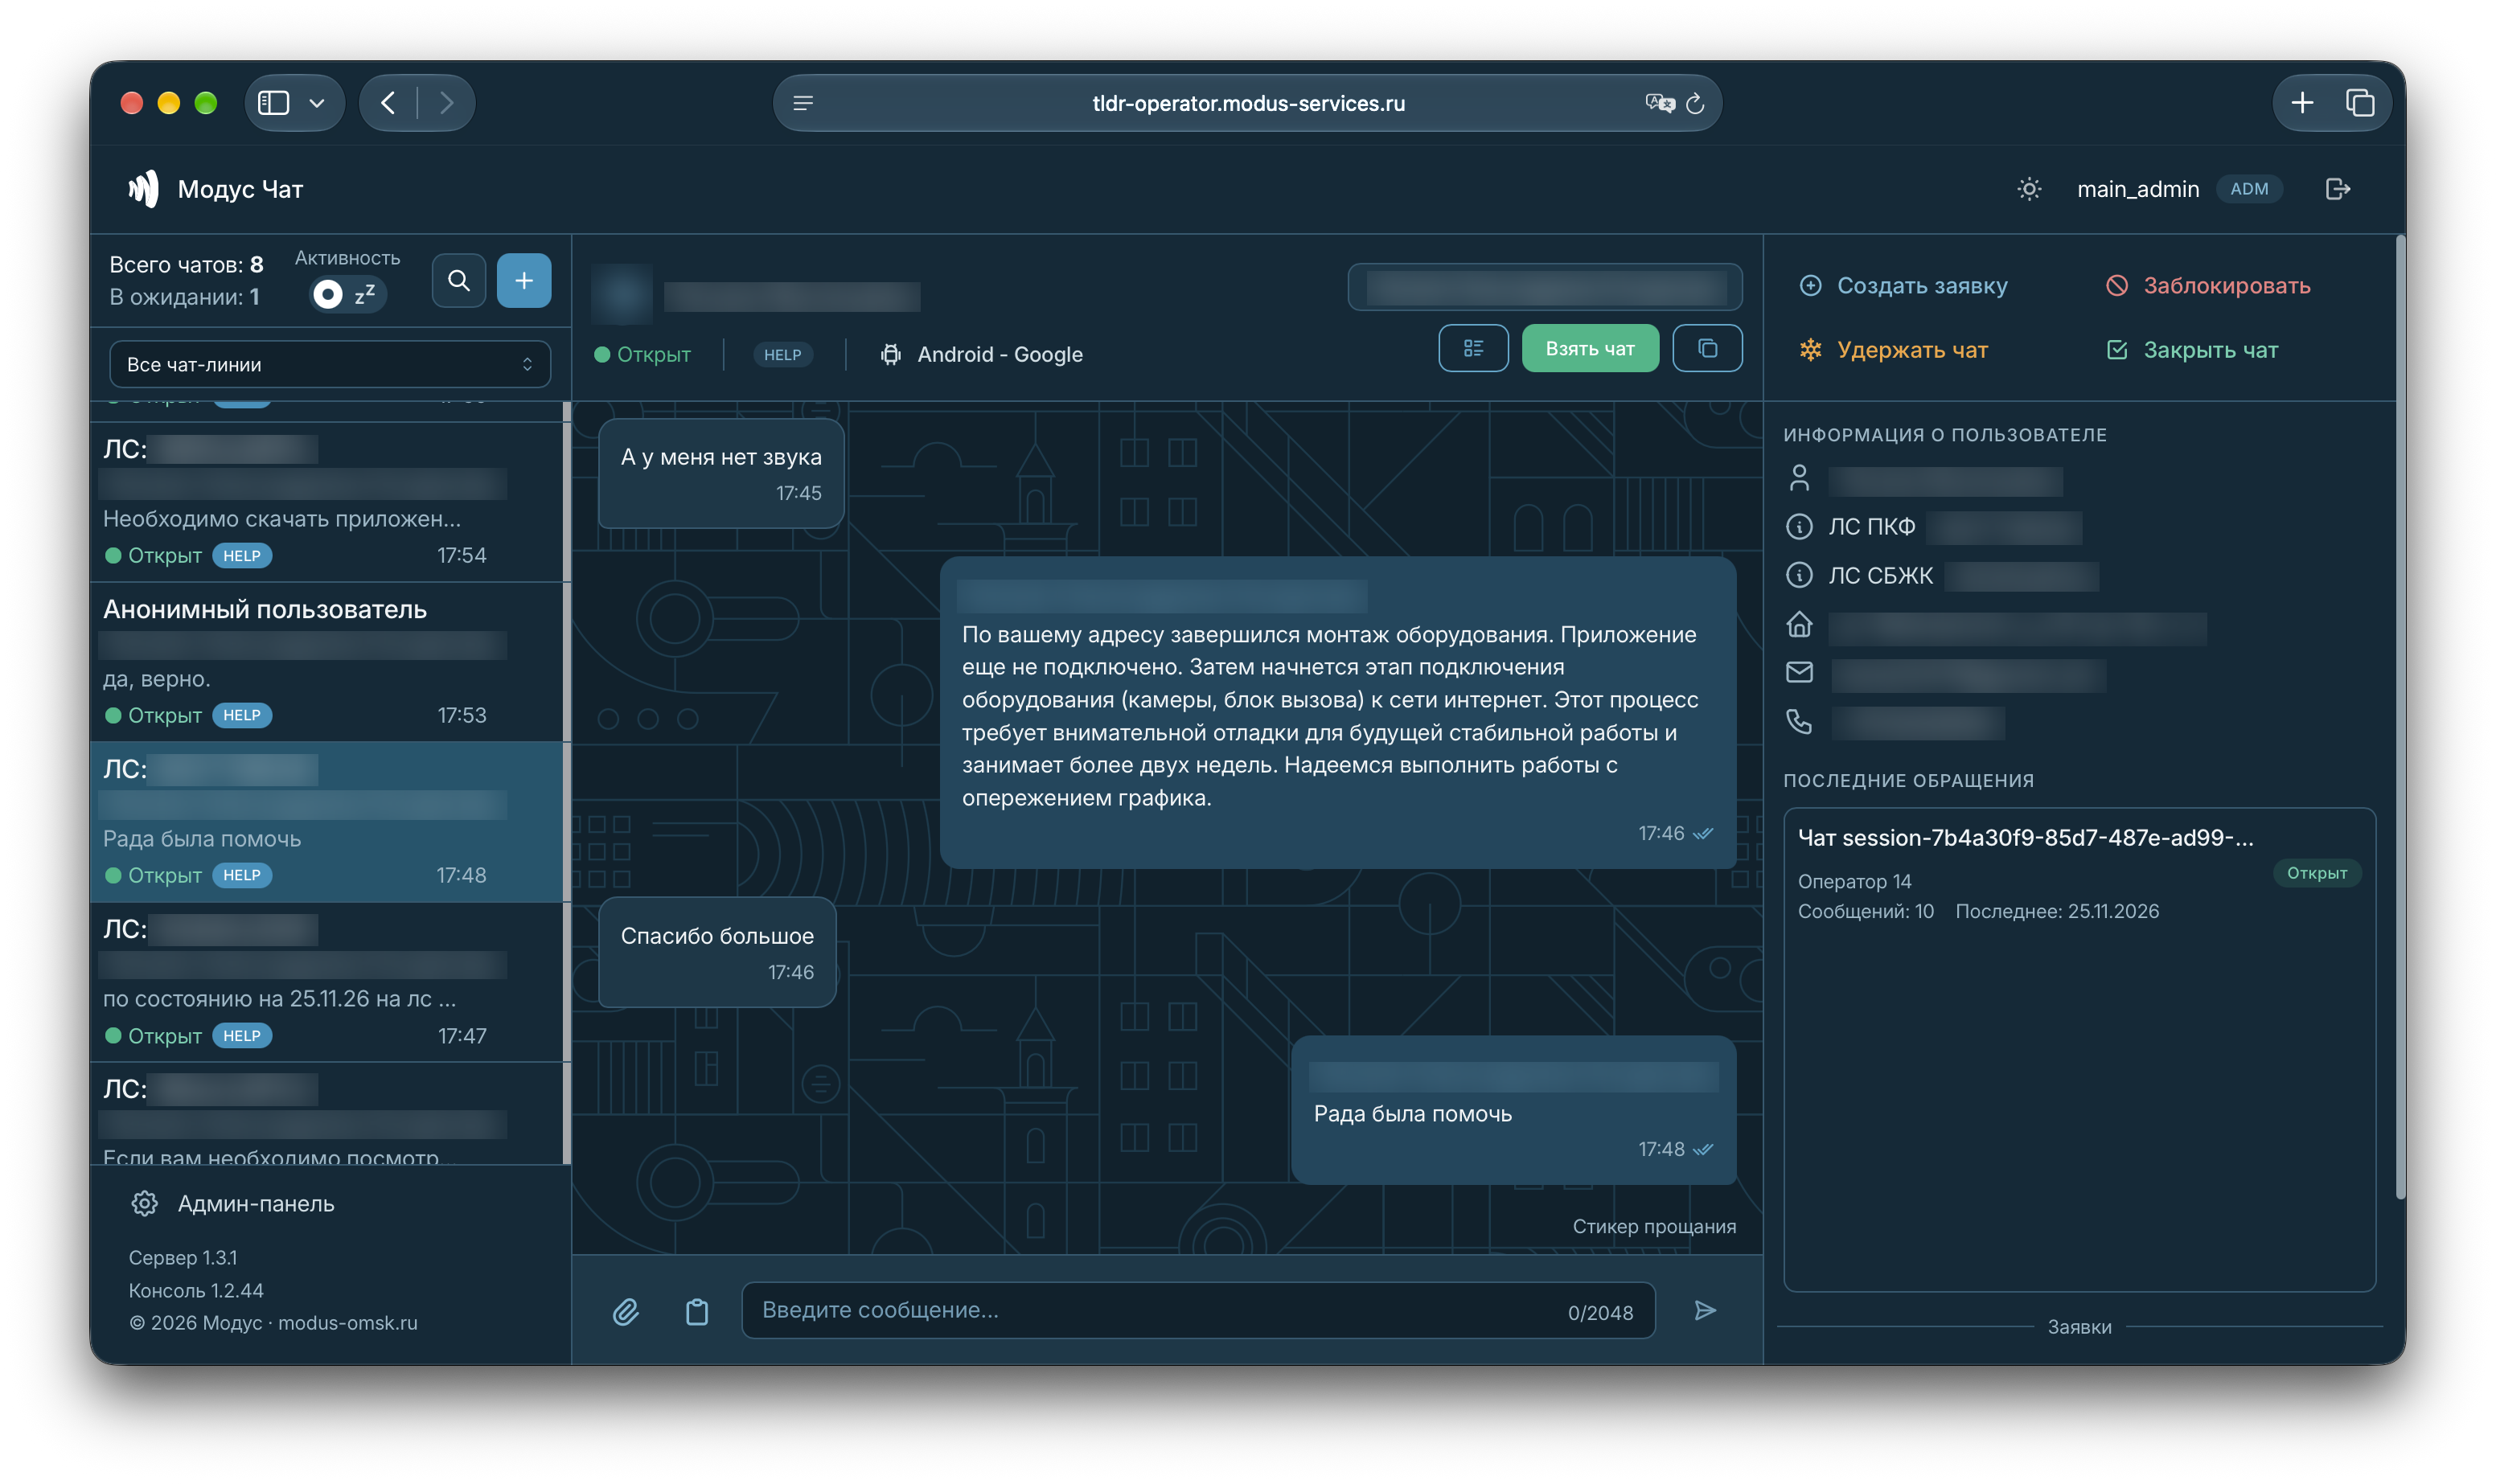 tldr-operator.modus-services.ru
Модус Чат
main_admin
ADM
Всего чатов: 8
В ожидании: 1
Активность
Все чат-линии
ЛС:
Необходимо скачать приложен...
Открыт HELP 17:54
Анонимный пользователь
да, верно.
Открыт HELP 17:53
ЛС:
Рада была помочь
Открыт HELP 17:48
ЛС:
по состоянию на 25.11.26 на лс ...
Открыт HELP 17:47
ЛС:
Если вам необходимо посмотр...
Админ-панель
Сервер 1.3.1
Консоль 1.2.44
© 2026 Модус · modus-omsk.ru
Открыт
HELP
Android - Google
Взять чат
А у меня нет звука
17:45
По вашему адресу завершился монтаж оборудования. Приложение
еще не подключено. Затем начнется этап подключения
оборудования (камеры, блок вызова) к сети интернет. Этот процесс
требует внимательной отладки для будущей стабильной работы и
занимает более двух недель. Надеемся выполнить работы с
опережением графика.
17:46
Спасибо большое
17:46
Рада была помочь
17:48
Стикер прощания
Введите сообщение...
0/2048
Создать заявку
Заблокировать
Удержать чат
Закрыть чат
ИНФОРМАЦИЯ О ПОЛЬЗОВАТЕЛЕ
ЛС ПКФ
ЛС СБЖК
ПОСЛЕДНИЕ ОБРАЩЕНИЯ
Чат session-7b4a30f9-85d7-487e-ad99-...
Открыт
Оператор 14
Сообщений: 10 Последнее: 25.11.2026
Заявки